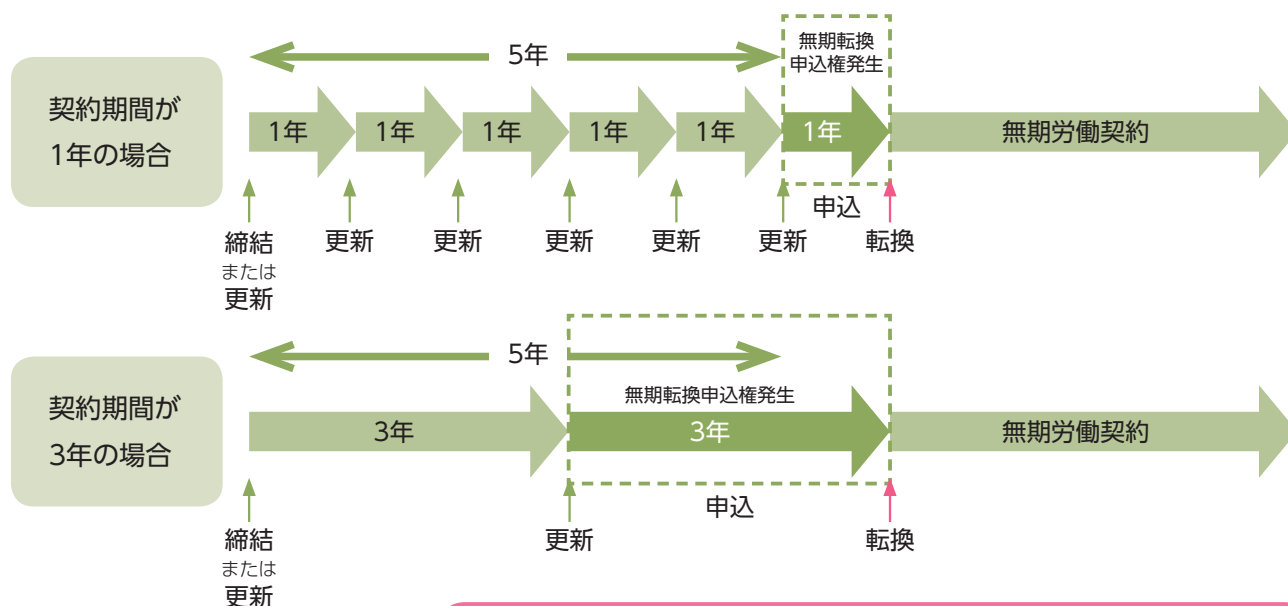 契約期間が
1年の場合
5年
無期転換
申込権発生
1年
1年
1年
1年
1年
1年
無期労働契約
締結
または
更新
更新
更新
更新
更新
更新
申込
転換
契約期間が
3年の場合
5年
無期転換申込権発生
3年
3年
無期労働契約
締結
または
更新
更新
申込
転換